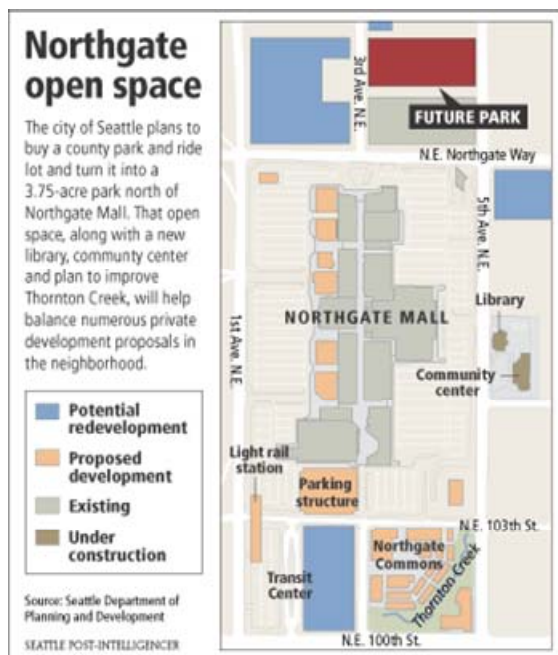 Northgate
open space
The city of Seattle plans to
buy a county park and ride
lot and turn it into a
3.75-acre park north of
Northgate Mall. That open
space, along with a new
library, communty center
and plan to improve
Thornton Creek, will help
balance numerous private
development proposals in
the neighborhood.
Potential
redevelopment
Proposed
development
Existing
Under
construction
Source: Seattle Department of
Planning and Development
SEATTLE POST-INTELLIGENCER
3rd Ave. N.E.
FUTURE PARK
N.E. Northgate Way
5th Ave. N.E.
1st Ave. N.E.
NORTHGATE MALL
Library
Community
center
Light rail
station
Parking
structure
N.E. 103th St.
Northgate
Commons
Thornton Creek
Transit
Center
N.E. 100th St.